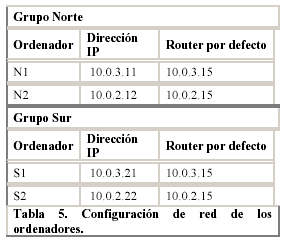 Grupo Norte
Ordenador Dirección IP Router por defecto
N1 10.0.3.11 10.0.3.15
N2 10.0.2.12 10.0.2.15
Grupo Sur
Ordenador Dirección IP Router por defecto
S1 10.0.3.21 10.0.3.15
S2 10.0.2.22 10.0.2.15
Tabla 5. Configuración de red de los
ordenadores.